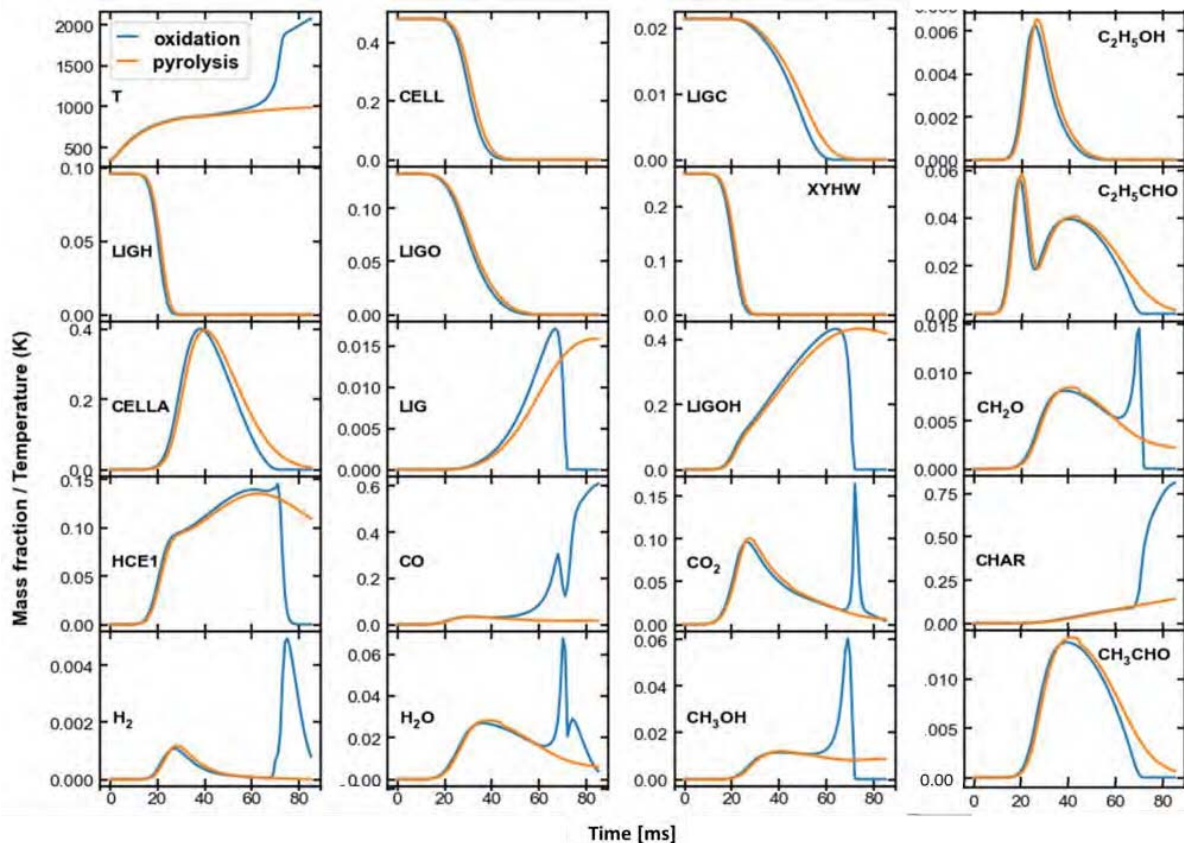 2000
1500
1000
500
oxidation
pyrolysis
T
0.4
0.2
0.0
CELL
0.02
0.01
0.00
LIGC
0.006
0.004
0.002
0.000
C₂H₅OH
0.10
0.05
0.00
LIGH
0.10
0.05
0.00
LIGO
0.2
0.1
0.0
XYHW
0.06
0.04
0.02
0.00
C₂H₅CHO
0.4
0.2
0.0
CELLA
0.015
0.010
0.005
0.000
LIG
0.4
0.2
0.0
LIGOH
0.015
0.010
0.005
0.000
CH₂O
0.15
0.10
0.05
0.00
HCE1
0.6
0.4
0.2
0.0
CO
0.15
0.10
0.05
0.00
CO₂
0.75
0.50
0.25
0.00
CHAR
0.004
0.002
0.000
H₂
0 20 40 60 80
0.06
0.04
0.02
0.00
H₂O
0 20 40 60 80
0.06
0.04
0.02
0.00
CH₃OH
0 20 40 60 80
0.010
0.005
0.00
CH₃CHO
0 20 40 60 80
Mass fraction / Temperature (K)
Time [ms]